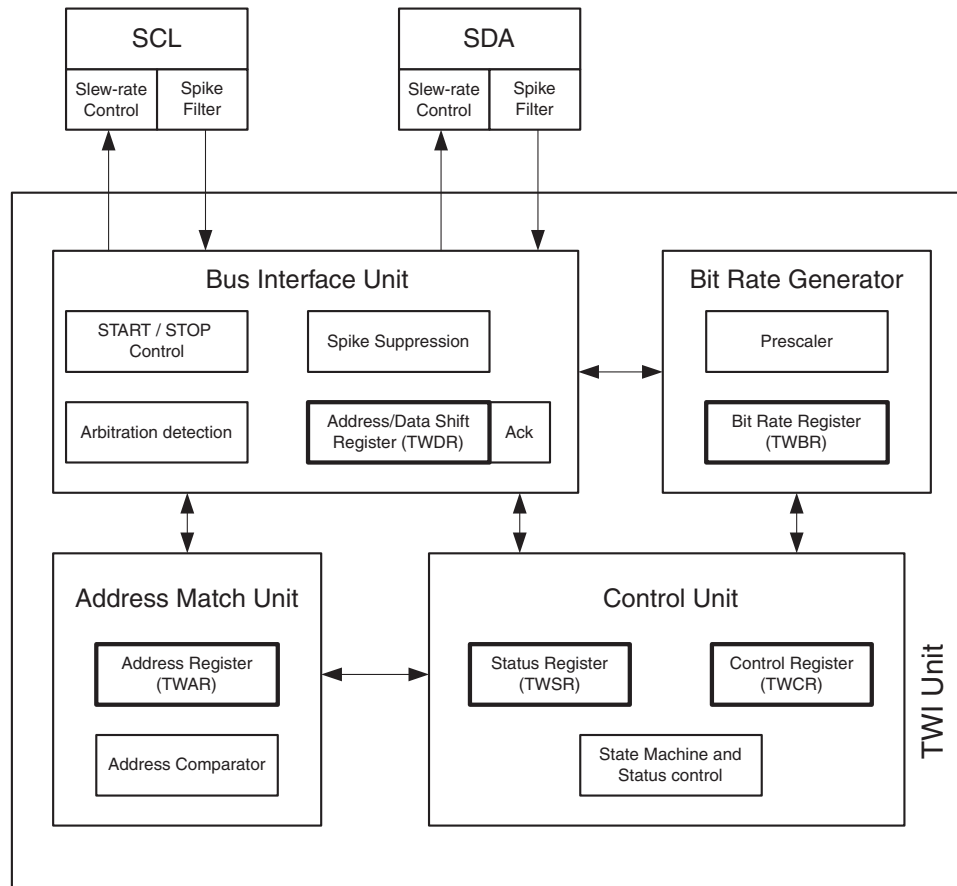 SCL
Slew-rate
Control
Spike
Filter
SDA
Slew-rate
Control
Spike
Filter
Bus Interface Unit
START / STOP
Control
Spike Suppression
Arbitration detection
Address/Data Shift
Register (TWDR)
Ack
Bit Rate Generator
Prescaler
Bit Rate Register
(TWBR)
Address Match Unit
Address Register
(TWAR)
Address Comparator
Control Unit
Status Register
(TWSR)
Control Register
(TWCR)
State Machine and
Status control
TWI Unit